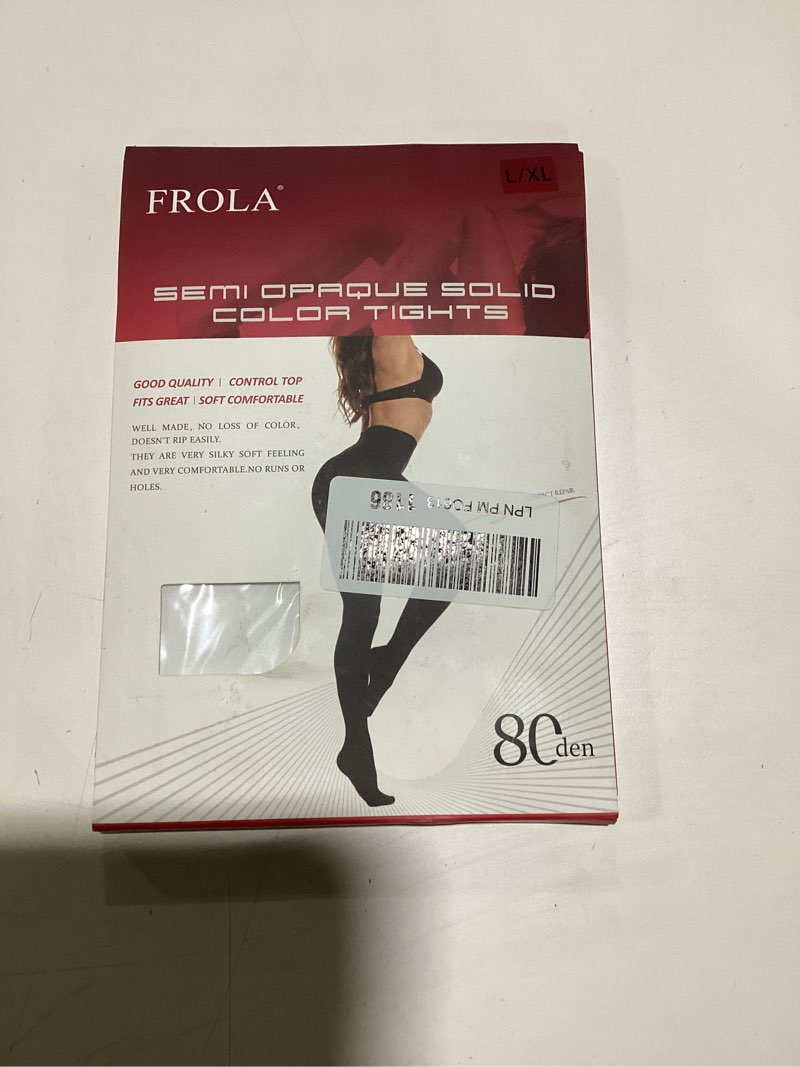 L/XL
FROLA®
SEMI OPAQUE SOLID
COLOR TIGHTS
GOOD QUALITY | CONTROL TOP
FITS GREAT | SOFT COMFORTABLE
WELL MADE, NO LOSS OF COLOR,
DOESN'T RIP EASILY.
THEY ARE VERY SILKY SOFT FEELING
AND VERY COMFORTABLE.NO RUNS OR
HOLES.
REPAIR
LPN PM
80den